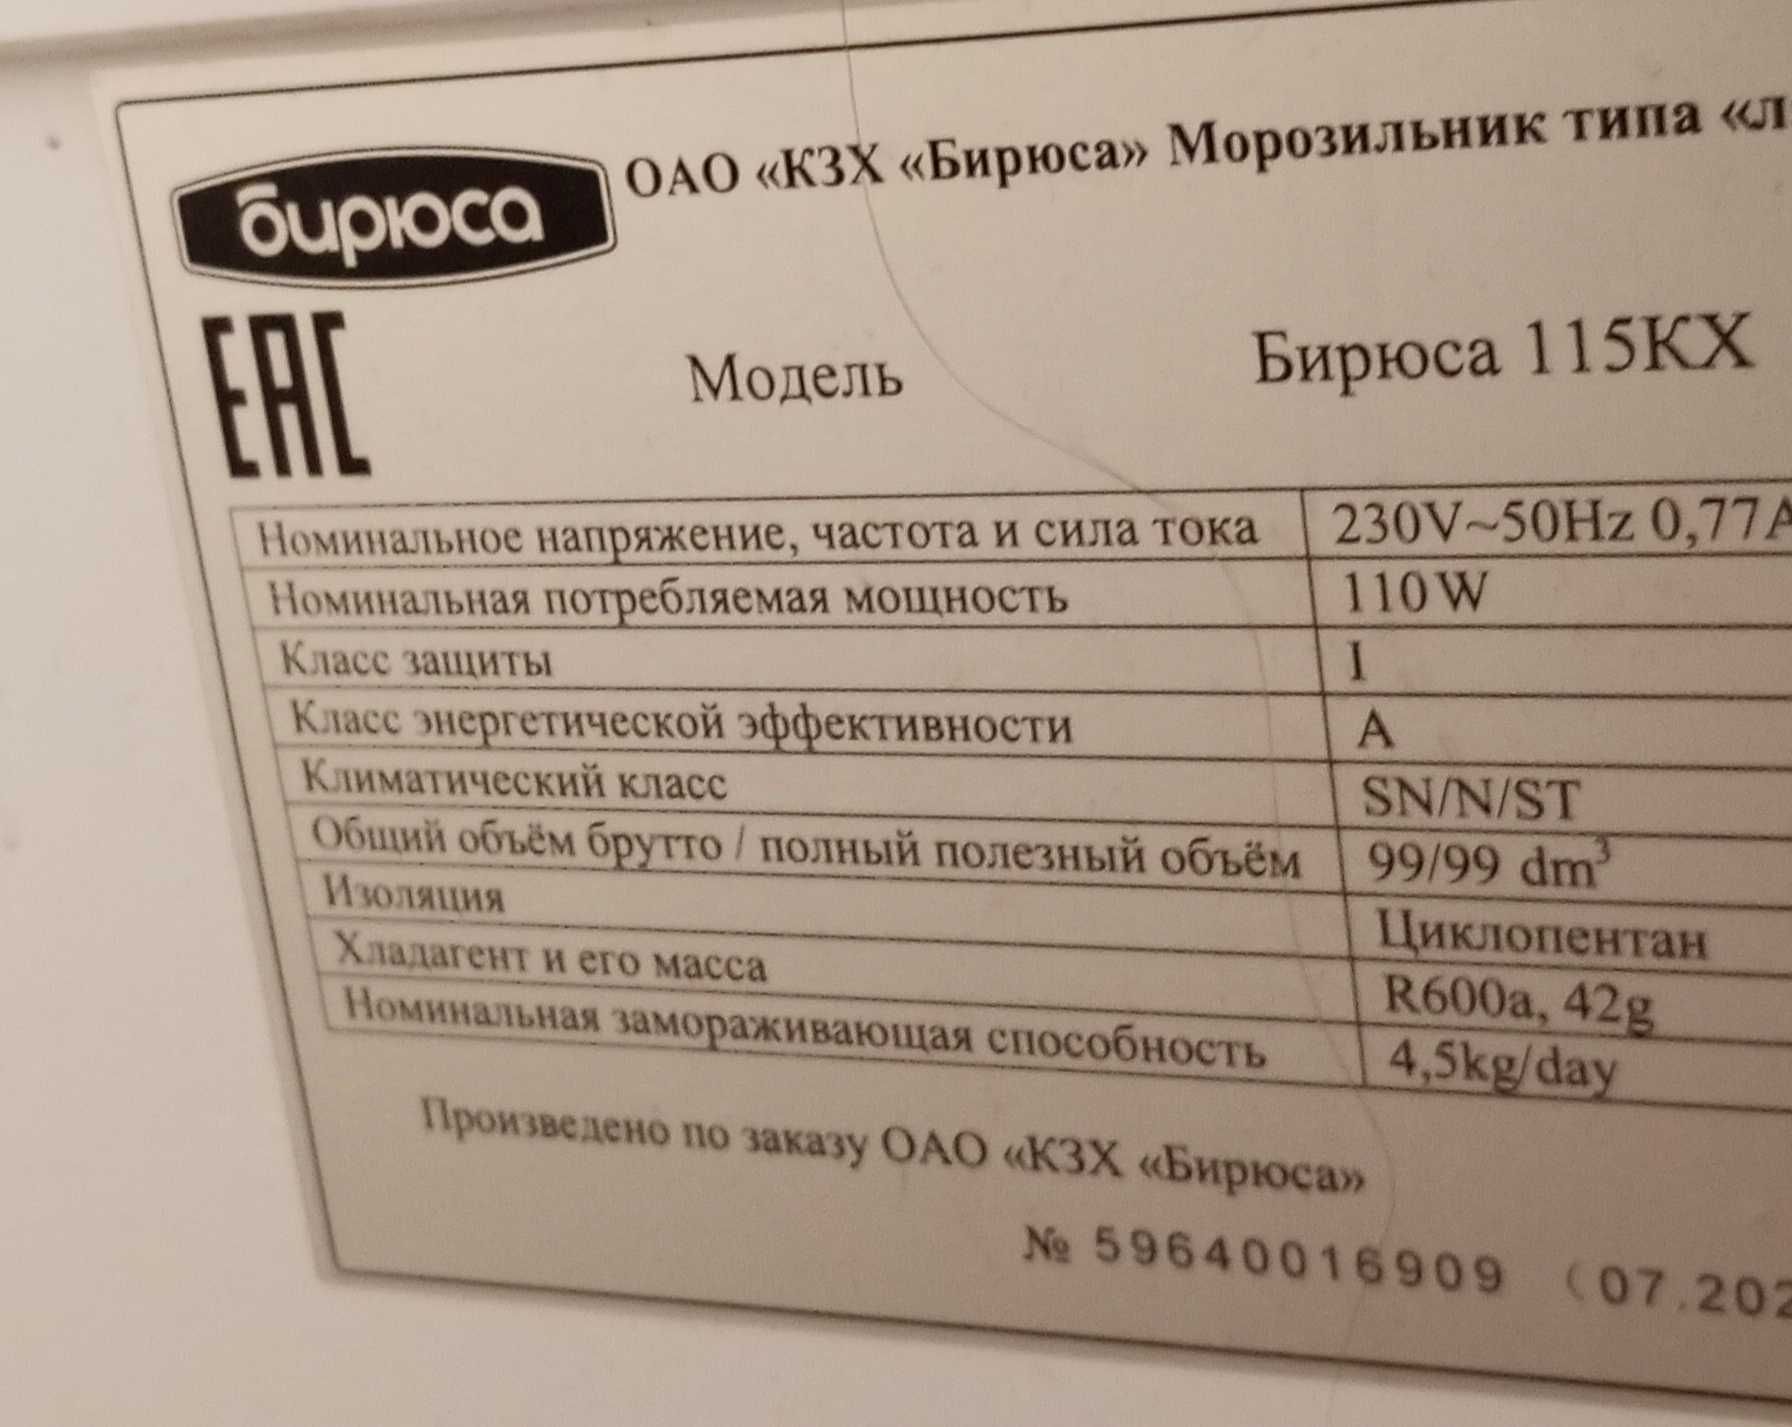 бирюса
ОАО «КЗХ «Бирюса» Морозильник типа «л
ЕАС
Модель Бирюса 115КХ
Номинальное напряжение, частота и сила тока 230V~50Hz 0,77A
Номинальная потребляемая мощность 110W
Класс защиты I
Класс энергетической эффективности A
Климатический класс SN/N/ST
Общий объём брутто / полный полезный объём 99/99 dm³
Изоляция Циклопентан
Хладагент и его масса R600a, 42g
Номинальная замораживающая способность 4,5kg/day
Произведено по заказу ОАО «КЗХ «Бирюса»
№ 59640016909 (07.202